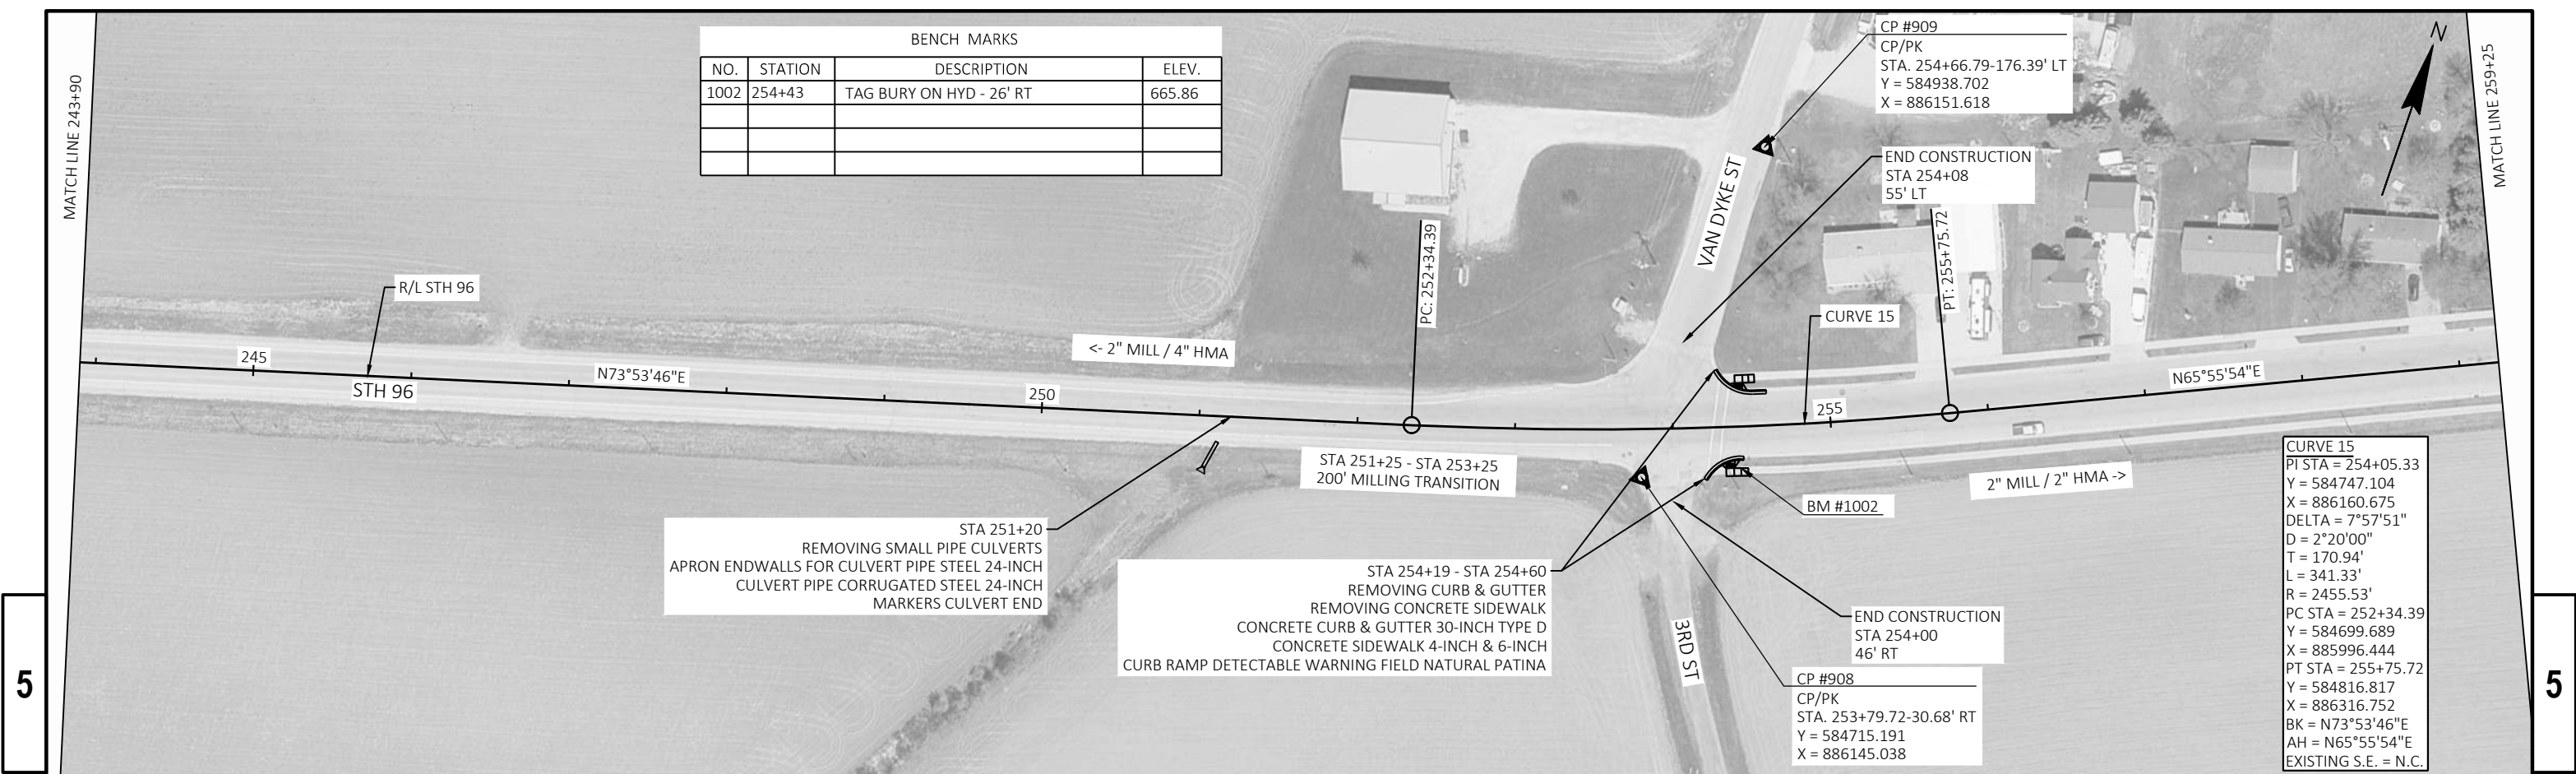 MATCH LINE 243+90
BENCH MARKS
NO. STATION DESCRIPTION ELEV.
1002 254+43 TAG BURY ON HYD - 26' RT 665.86
CP #909
CP/PK
STA. 254+66.79-176.39' LT
Y = 584938.702
X = 886151.618
N
MATCH LINE 259+25
END CONSTRUCTION
STA 254+08
55' LT
VAN DYKE ST
PC: 252+34.39
PT: 255+75.72
R/L STH 96
CURVE 15
<- 2" MILL / 4" HMA
245
N73°53'46"E
STH 96
250
255
N65°55'54"E
STA 251+25 - STA 253+25
200' MILLING TRANSITION
2" MILL / 2" HMA ->
BM #1002
STA 251+20
REMOVING SMALL PIPE CULVERTS
APRON ENDWALLS FOR CULVERT PIPE STEEL 24-INCH
CULVERT PIPE CORRUGATED STEEL 24-INCH
MARKERS CULVERT END
STA 254+19 - STA 254+60
REMOVING CURB & GUTTER
REMOVING CONCRETE SIDEWALK
CONCRETE CURB & GUTTER 30-INCH TYPE D
CONCRETE SIDEWALK 4-INCH & 6-INCH
CURB RAMP DETECTABLE WARNING FIELD NATURAL PATINA
3RD ST
END CONSTRUCTION
STA 254+00
46' RT
CP #908
CP/PK
STA. 253+79.72-30.68' RT
Y = 584715.191
X = 886145.038
CURVE 15
PI STA = 254+05.33
Y = 584747.104
X = 886160.675
DELTA = 7°57'51"
D = 2°20'00"
T = 170.94'
L = 341.33'
R = 2455.53'
PC STA = 252+34.39
Y = 584699.689
X = 885996.444
PT STA = 255+75.72
Y = 584816.817
X = 886316.752
BK = N73°53'46"E
AH = N65°55'54"E
EXISTING S.E. = N.C.
5
5